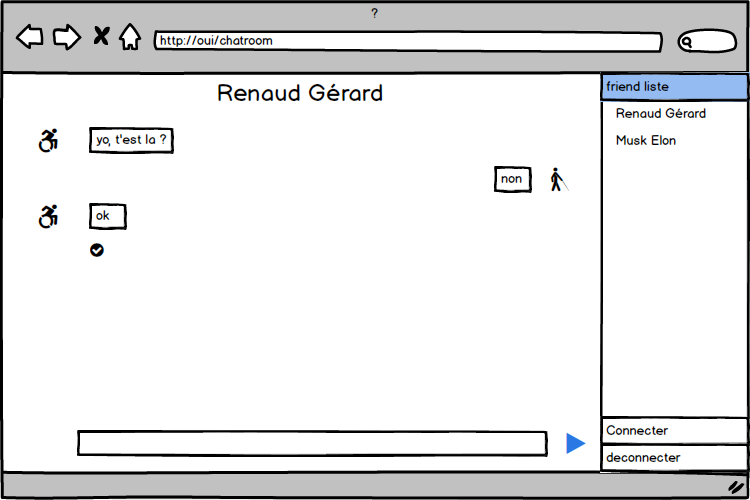 ?
http://oui/chatroom
Renaud Gérard
yo, t'est la ?
non
ok
friend liste
Renaud Gérard
Musk Elon
Connecter
deconnecter